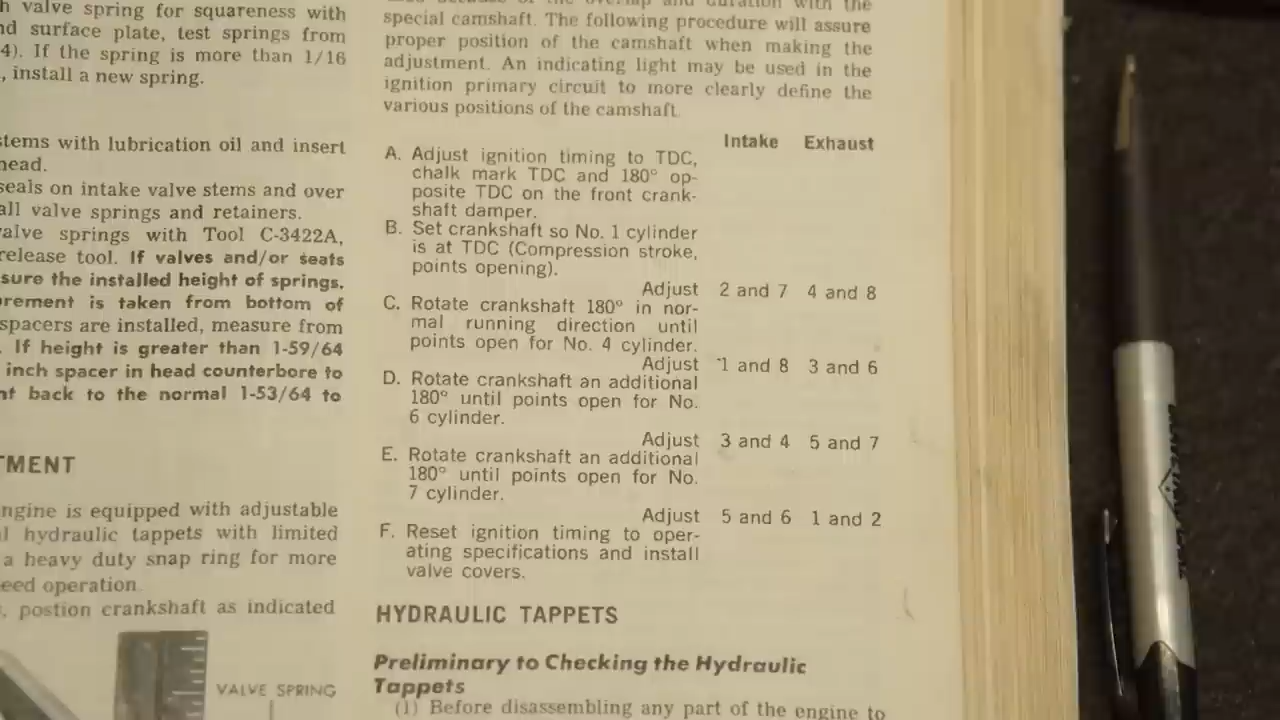 h valve spring for squareness with
nd surface plate, test springs from
4). If the spring is more than 1/16
, install a new spring.
stems with lubrication oil and insert
head.
seals on intake valve stems and over
all valve springs and retainers.
valve springs with Tool C-3422A,
release tool. If valves and/or seats
sure the installed height of springs.
rement is taken from bottom of
spacers are installed, measure from
. If height is greater than 1-59/64
inch spacer in head counterbore to
ht back to the normal 1-53/64 to
TMENT
ngine is equipped with adjustable
l hydraulic tappets with limited
a heavy duty snap ring for more
eed operation.
, postion crankshaft as indicated
VALVE SPRING
overlap and duration with the
special camshaft. The following procedure will assure
proper position of the camshaft when making the
adjustment. An indicating light may be used in the
ignition primary circuit to more clearly define the
various positions of the camshaft.
Intake Exhaust
A. Adjust ignition timing to TDC,
chalk mark TDC and 180° op-
posite TDC on the front crank-
shaft damper.
B. Set crankshaft so No. 1 cylinder
is at TDC (Compression stroke,
points opening).
Adjust 2 and 7 4 and 8
C. Rotate crankshaft 180° in nor-
mal running direction until
points open for No. 4 cylinder.
Adjust 1 and 8 3 and 6
D. Rotate crankshaft an additional
180° until points open for No.
6 cylinder.
Adjust 3 and 4 5 and 7
E. Rotate crankshaft an additional
180° until points open for No.
7 cylinder.
Adjust 5 and 6 1 and 2
F. Reset ignition timing to oper-
ating specifications and install
valve covers.
HYDRAULIC TAPPETS
Preliminary to Checking the Hydraulic
Tappets
(1) Before disassembling any part of the engine to